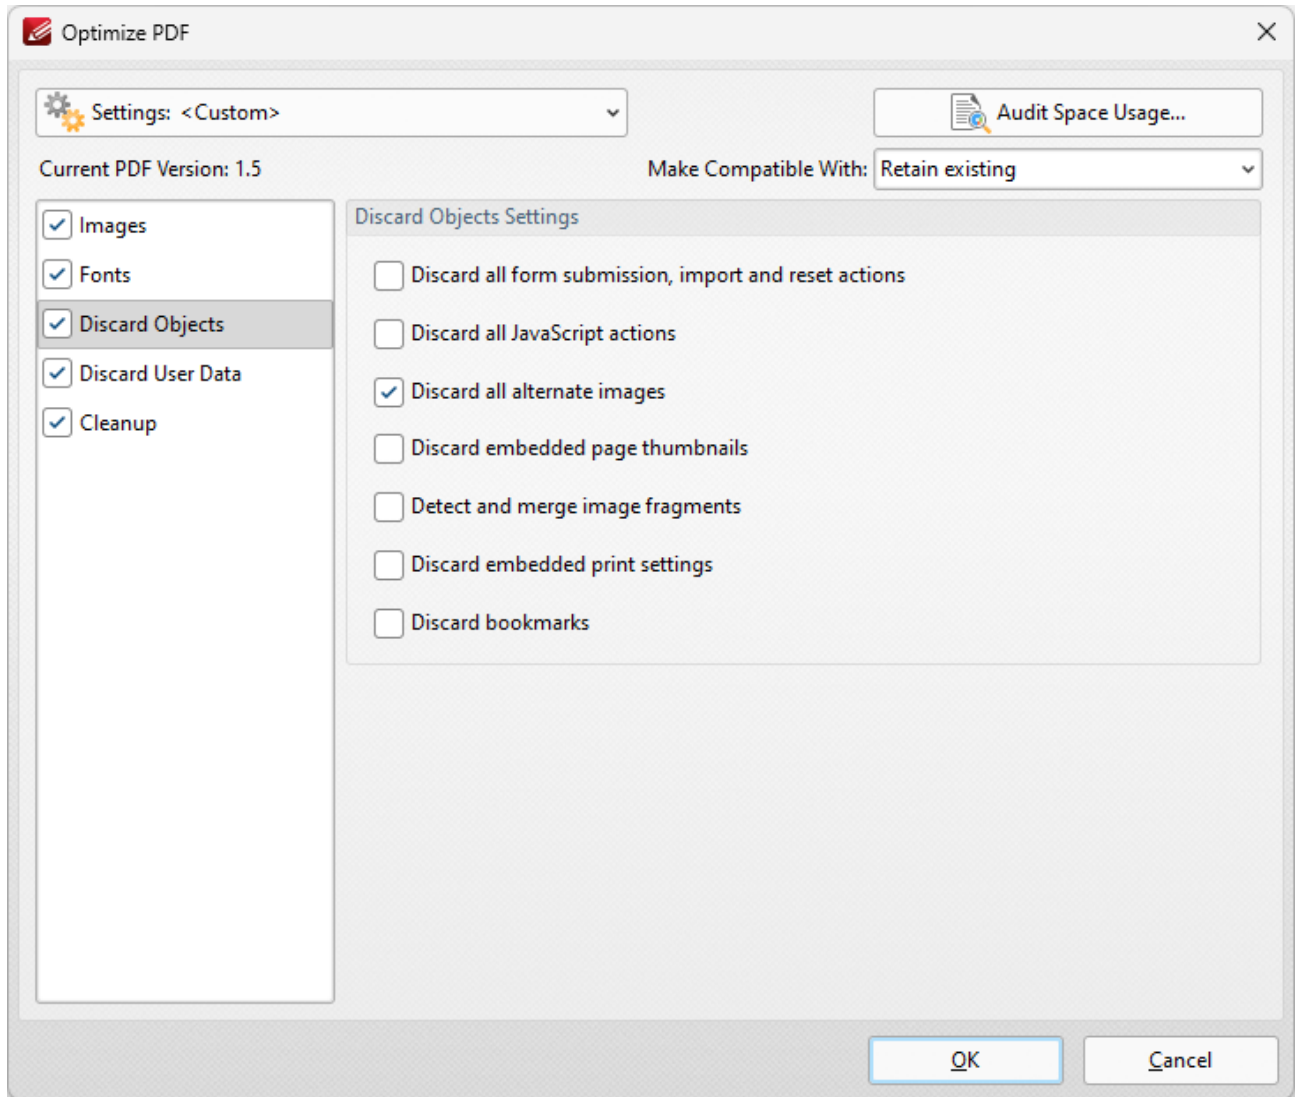 Optimize PDF
Settings: <Custom>
Audit Space Usage...
Current PDF Version: 1.5
Make Compatible With: Retain existing
Images
Fonts
Discard Objects
Discard User Data
Cleanup
Discard Objects Settings
Discard all form submission, import and reset actions
Discard all JavaScript actions
Discard all alternate images
Discard embedded page thumbnails
Detect and merge image fragments
Discard embedded print settings
Discard bookmarks
OK
Cancel